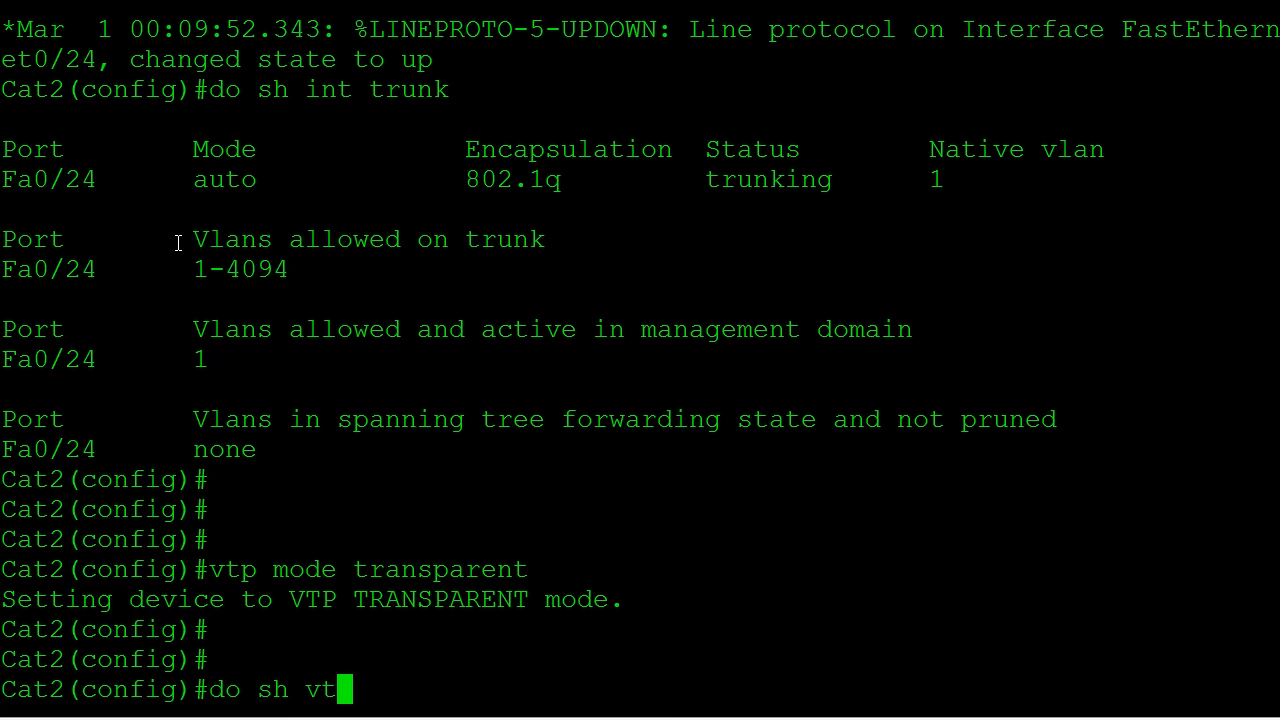 *Mar  1 00:09:52.343: %LINEPROTO-5-UPDOWN: Line protocol on Interface FastEthern
et0/24, changed state to up
Cat2(config)#do sh int trunk
Port        Mode             Encapsulation  Status        Native vlan
Fa0/24      auto             802.1q         trunking      1
Port        Vlans allowed on trunk
Fa0/24      1-4094
Port        Vlans allowed and active in management domain
Fa0/24      1
Port        Vlans in spanning tree forwarding state and not pruned
Fa0/24      none
Cat2(config)#
Cat2(config)#
Cat2(config)#
Cat2(config)#vtp mode transparent
Setting device to VTP TRANSPARENT mode.
Cat2(config)#
Cat2(config)#
Cat2(config)#do sh vt